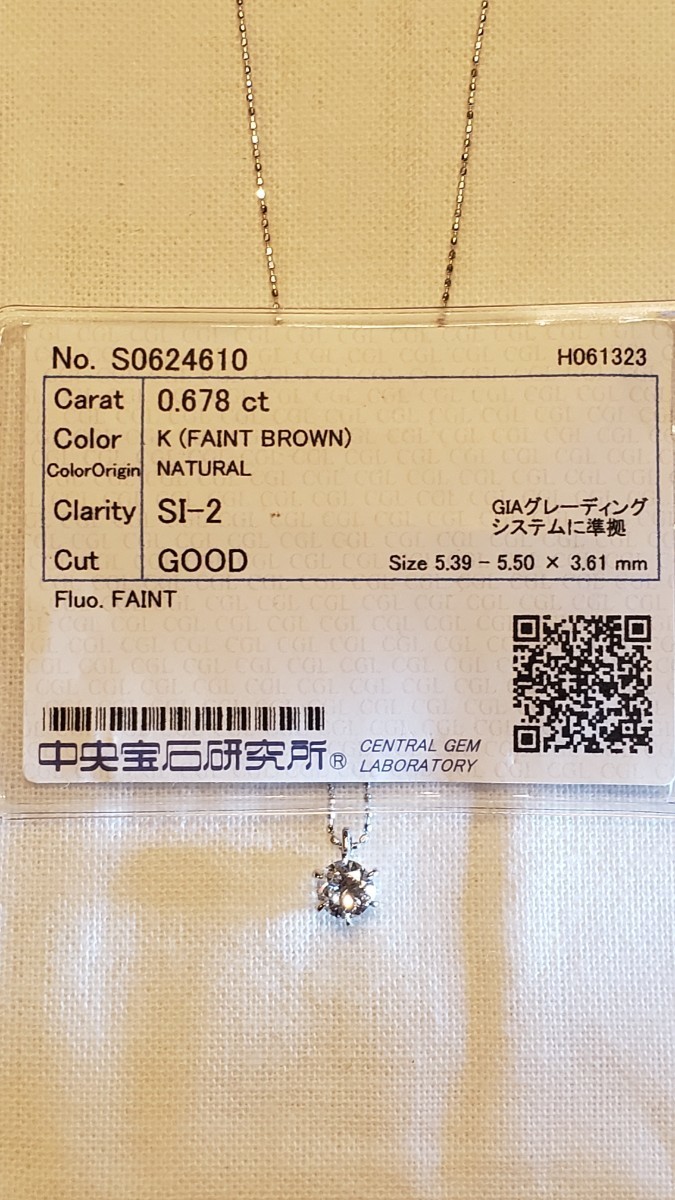 No. S0624610 H061323
Carat 0.678 ct
Color K (FAINT BROWN)
ColorOrigin NATURAL
Clarity SI-2 GIAグレーディング
システムに準拠
Cut GOOD Size 5.39 - 5.50 × 3.61 mm
Fluo. FAINT
中央宝石研究所® CENTRAL GEM
LABORATORY